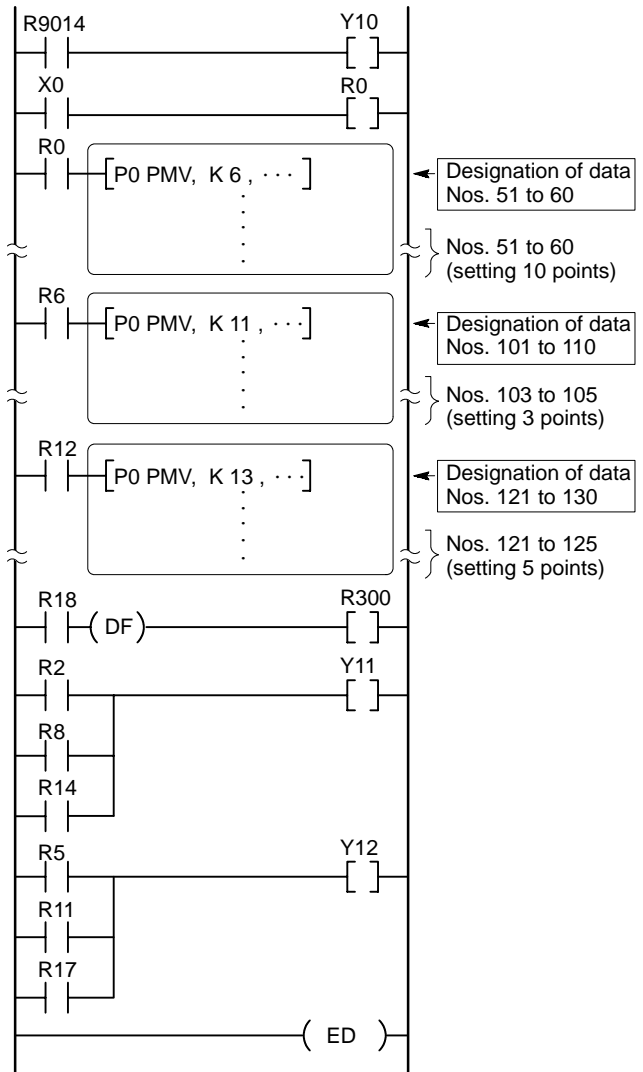 R9014 Y10
X0 R0
R0
P0 PMV, K 6 , ··· Designation of data
Nos. 51 to 60
Nos. 51 to 60
(setting 10 points)
R6
P0 PMV, K 11 , ··· Designation of data
Nos. 101 to 110
Nos. 103 to 105
(setting 3 points)
R12
P0 PMV, K 13 , ··· Designation of data
Nos. 121 to 130
Nos. 121 to 125
(setting 5 points)
R18 R300
( DF )
R2 Y11
R8
R14
R5 Y12
R11
R17
( ED )